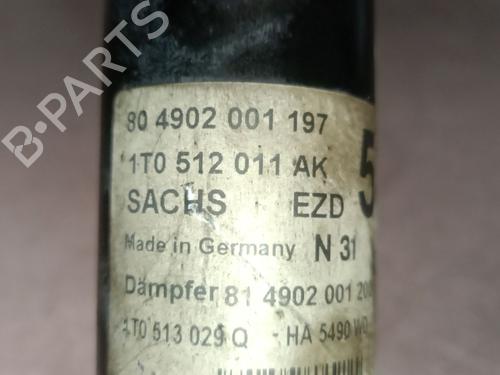 B-PARTS
80 4902 001 197
1T0 512 011 AK 5
SACHS EZD
Made in Germany N 31
Dämpfer 81 4902 001
1T0 513 029 Q - HA 5490